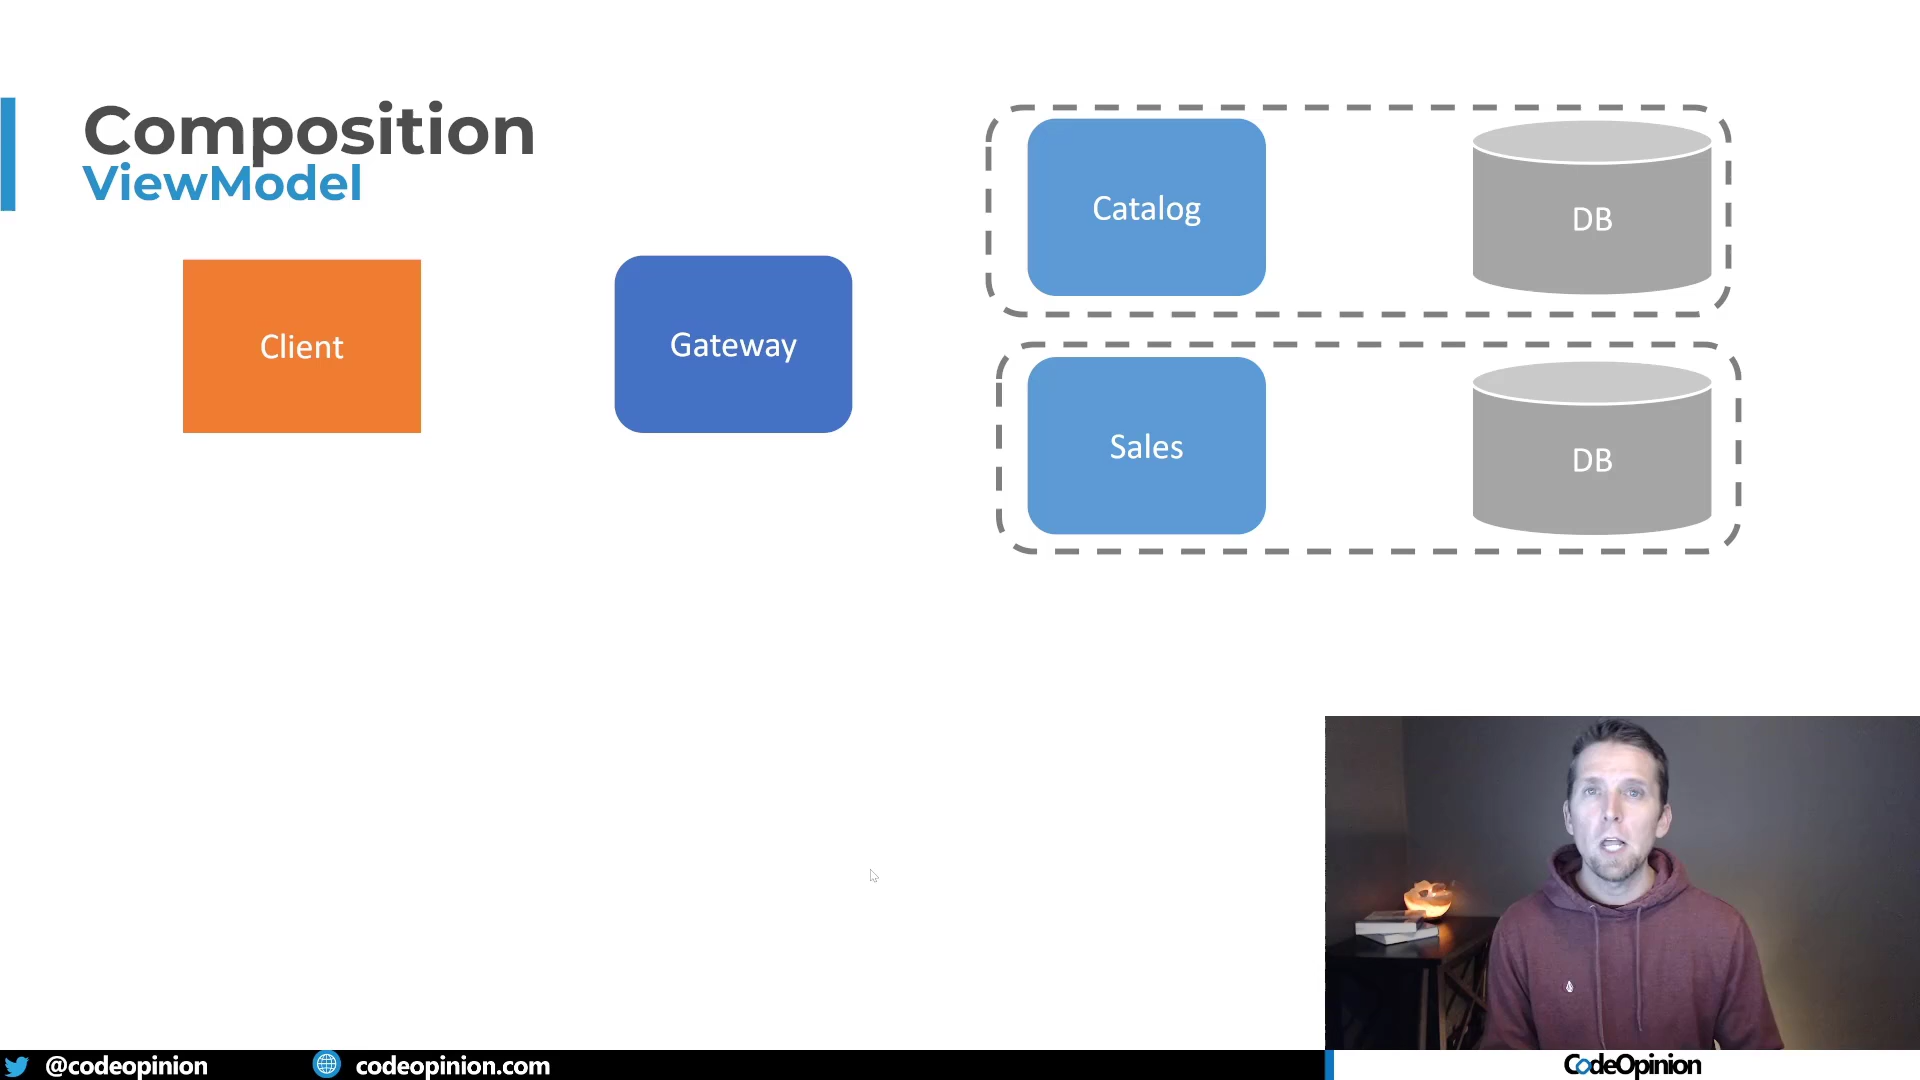 Composition
ViewModel
Client
Gateway
Catalog
DB
Sales
DB
@codeopinion
codeopinion.com
CodeOpinion